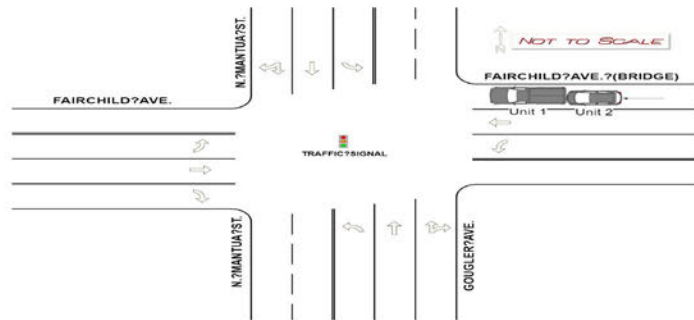 N
NOT TO SCALE
N.?MANTUA?ST.
FAIRCHILD?AVE.?(BRIDGE)
FAIRCHILD?AVE.
Unit 1
Unit 2
TRAFFIC?SIGNAL
N.?MANTUA?ST.
GOUGLER?AVE.